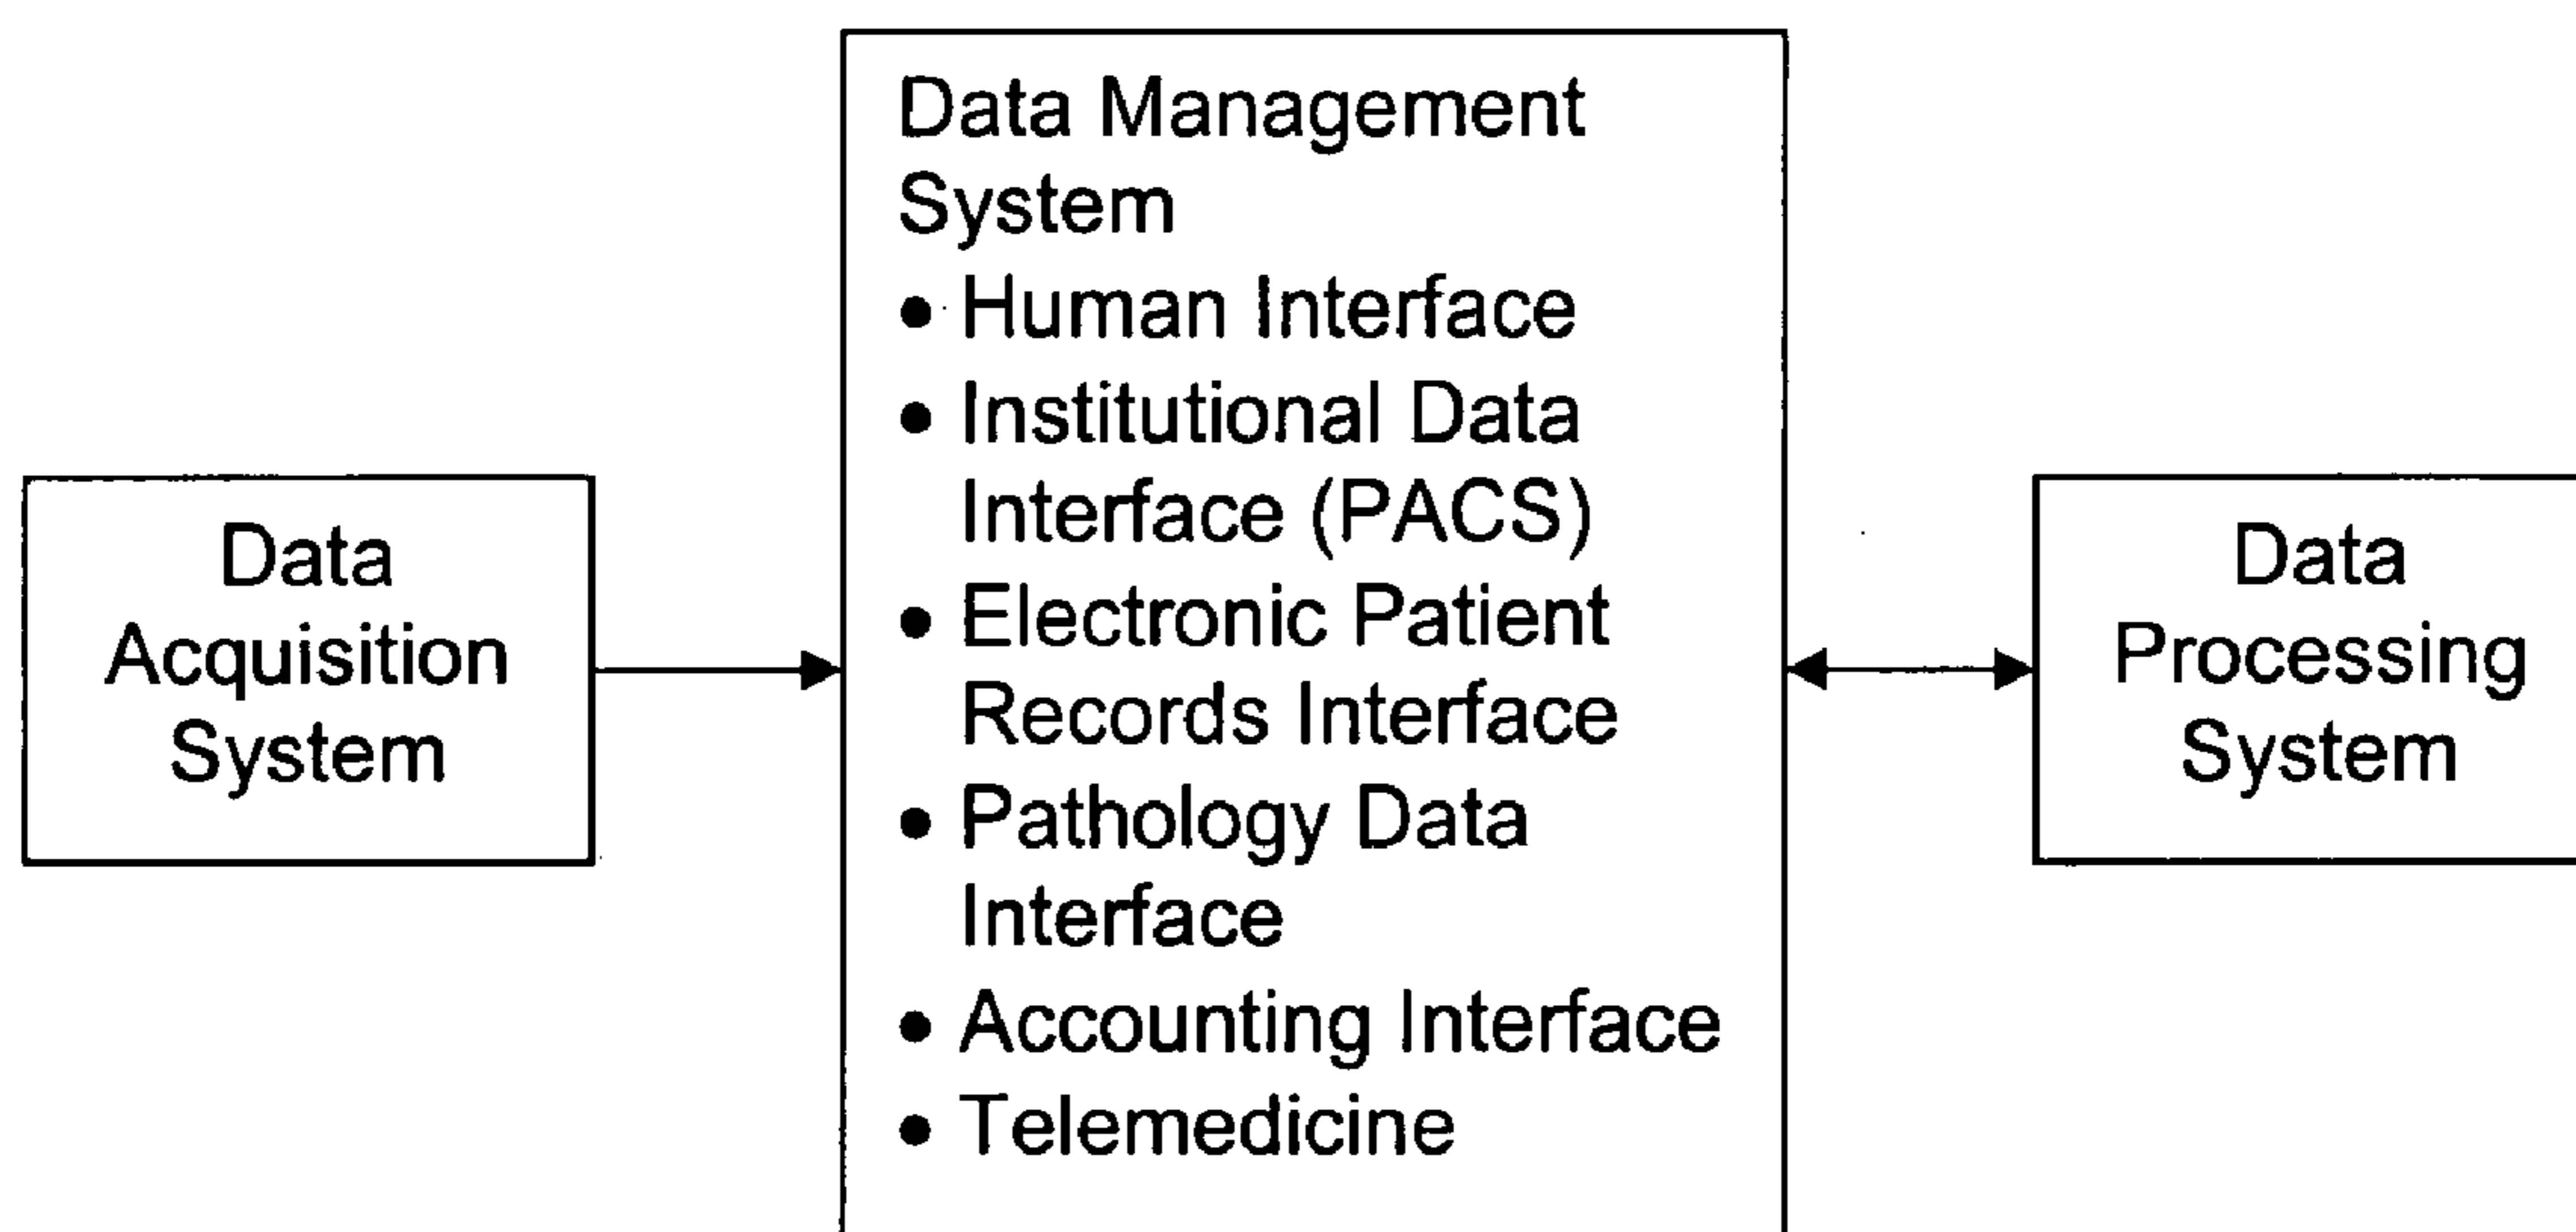 Data
Acquisition
System
Data Management
System
• Human Interface
• Institutional Data
Interface (PACS)
• Electronic Patient
Records Interface
• Pathology Data
Interface
• Accounting Interface
• Telemedicine
Data
Processing
System